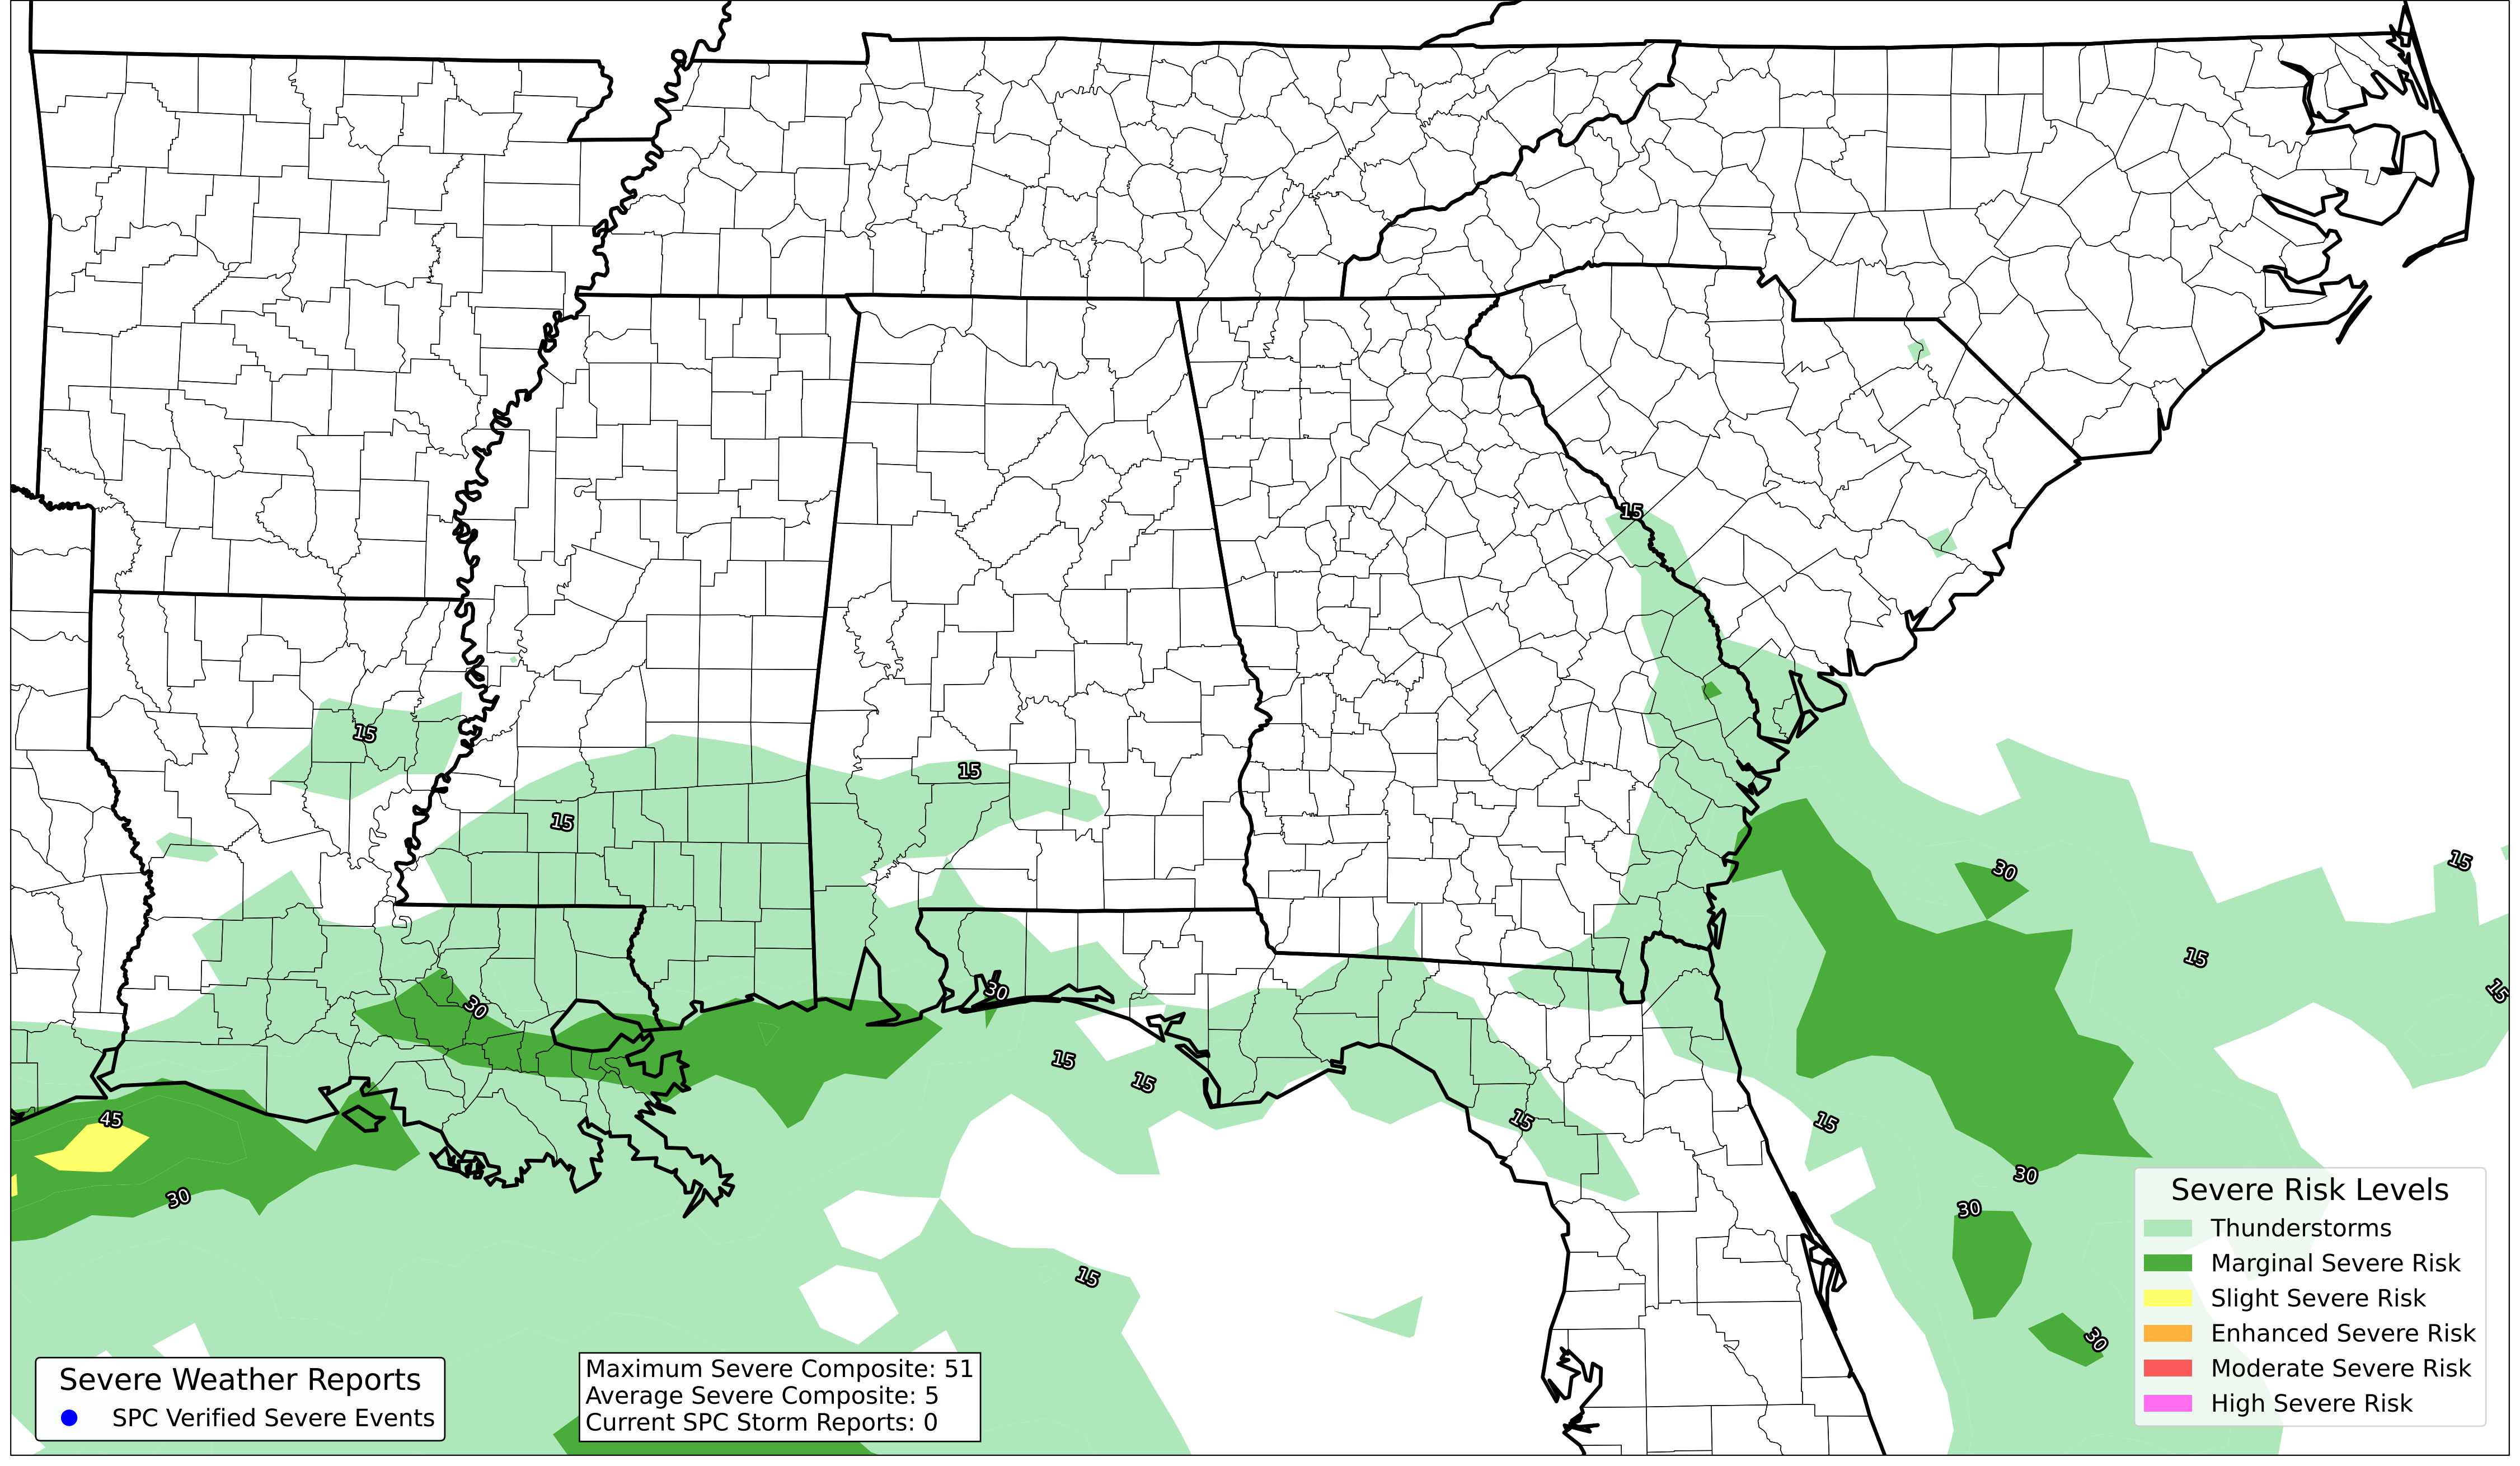 15
15
15
15
30
30
45
30
15
15
15
15
15
30
15
15
15
30
30
30
Severe Weather Reports
SPC Verified Severe Events
Maximum Severe Composite: 51
Average Severe Composite: 5
Current SPC Storm Reports: 0
Severe Risk Levels
Thunderstorms
Marginal Severe Risk
Slight Severe Risk
Enhanced Severe Risk
Moderate Severe Risk
High Severe Risk